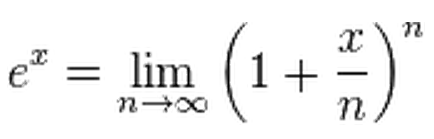 e^x = lim_{n→∞} (1 + x/n)^n